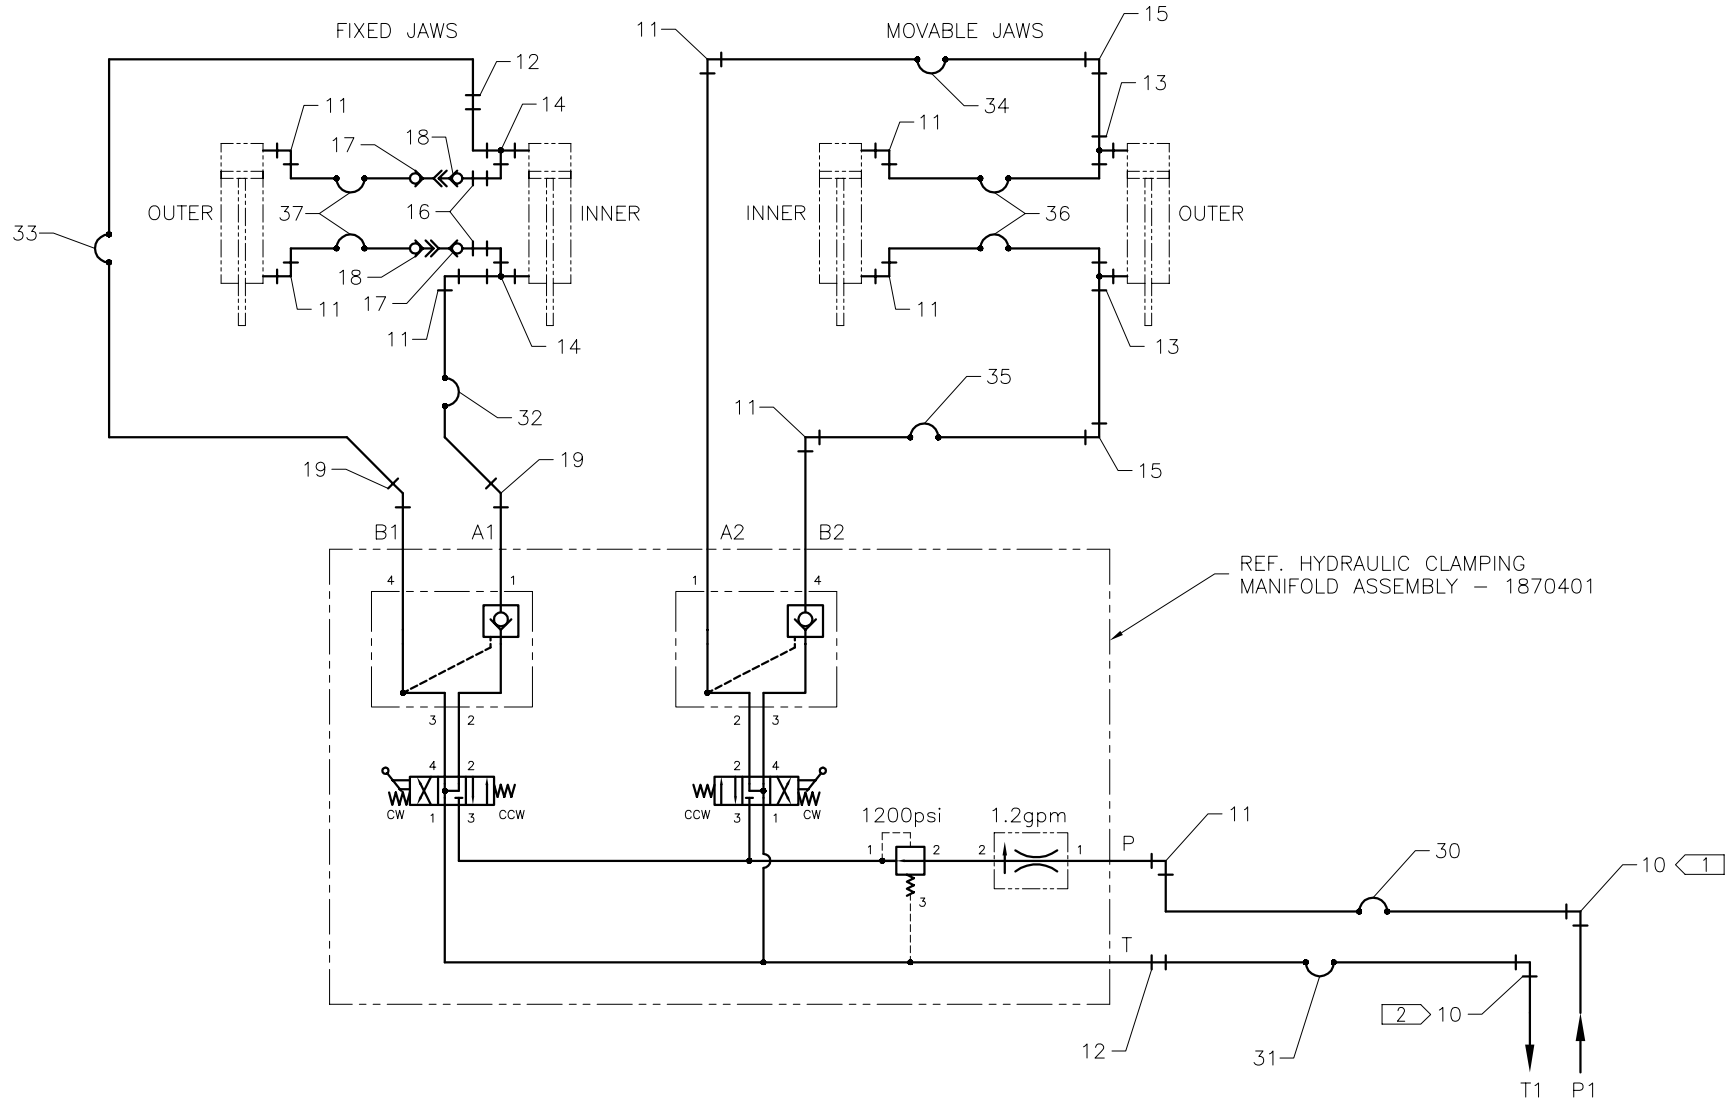 FIXED JAWS
11
MOVABLE JAWS
15
12
34
13
11
14
11
18
17
OUTER
37
16
INNER
INNER
36
OUTER
33
18
11
17
11
11
14
13
35
32
11
19
19
15
B1
A1
A2
B2
REF. HYDRAULIC CLAMPING
MANIFOLD ASSEMBLY – 1870401
4
1
1
4
3
2
2
3
4
2
2
4
CW
1
3
CCW
CCW
3
1
CW
1200psi
1.2gpm
P
11
1
2
2
1
30
10
1
3
T
2
10
12
31
T1
P1